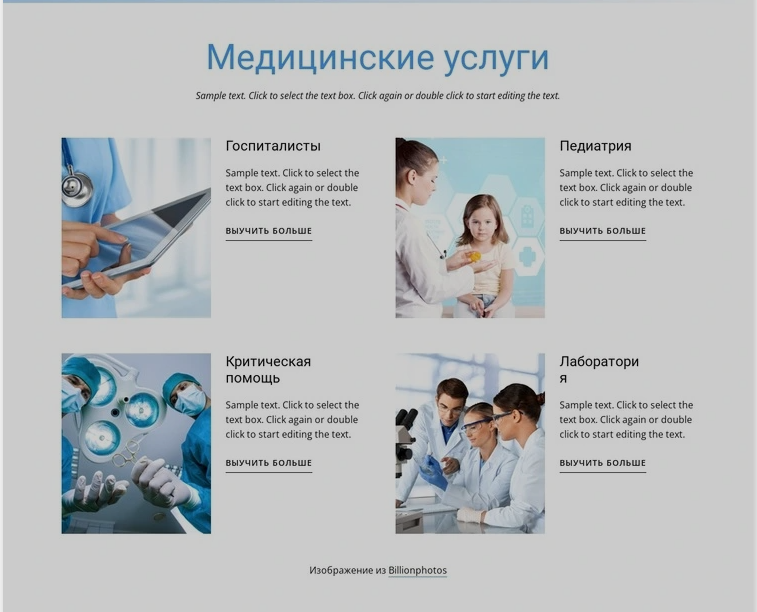 Медицинские услуги
Sample text. Click to select the text box. Click again or double click to start editing the text.
Госпиталисты
Sample text. Click to select the
text box. Click again or double
click to start editing the text.
ВЫУЧИТЬ БОЛЬШЕ
Педиатрия
Sample text. Click to select the
text box. Click again or double
click to start editing the text.
ВЫУЧИТЬ БОЛЬШЕ
Критическая
помощь
Sample text. Click to select the
text box. Click again or double
click to start editing the text.
ВЫУЧИТЬ БОЛЬШЕ
Лаборатори
я
Sample text. Click to select the
text box. Click again or double
click to start editing the text.
ВЫУЧИТЬ БОЛЬШЕ
Изображение из Billionphotos